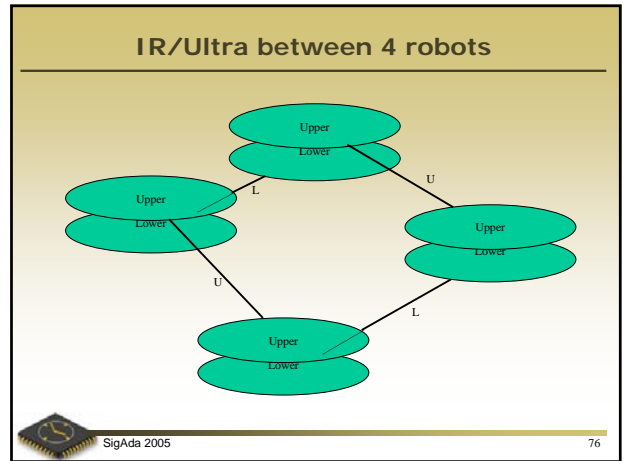 IR/Ultra between 4 robots
Upper
Lower
U
L
Upper
Lower
Upper
Lower
U
L
Upper
Lower
SigAda 2005
76